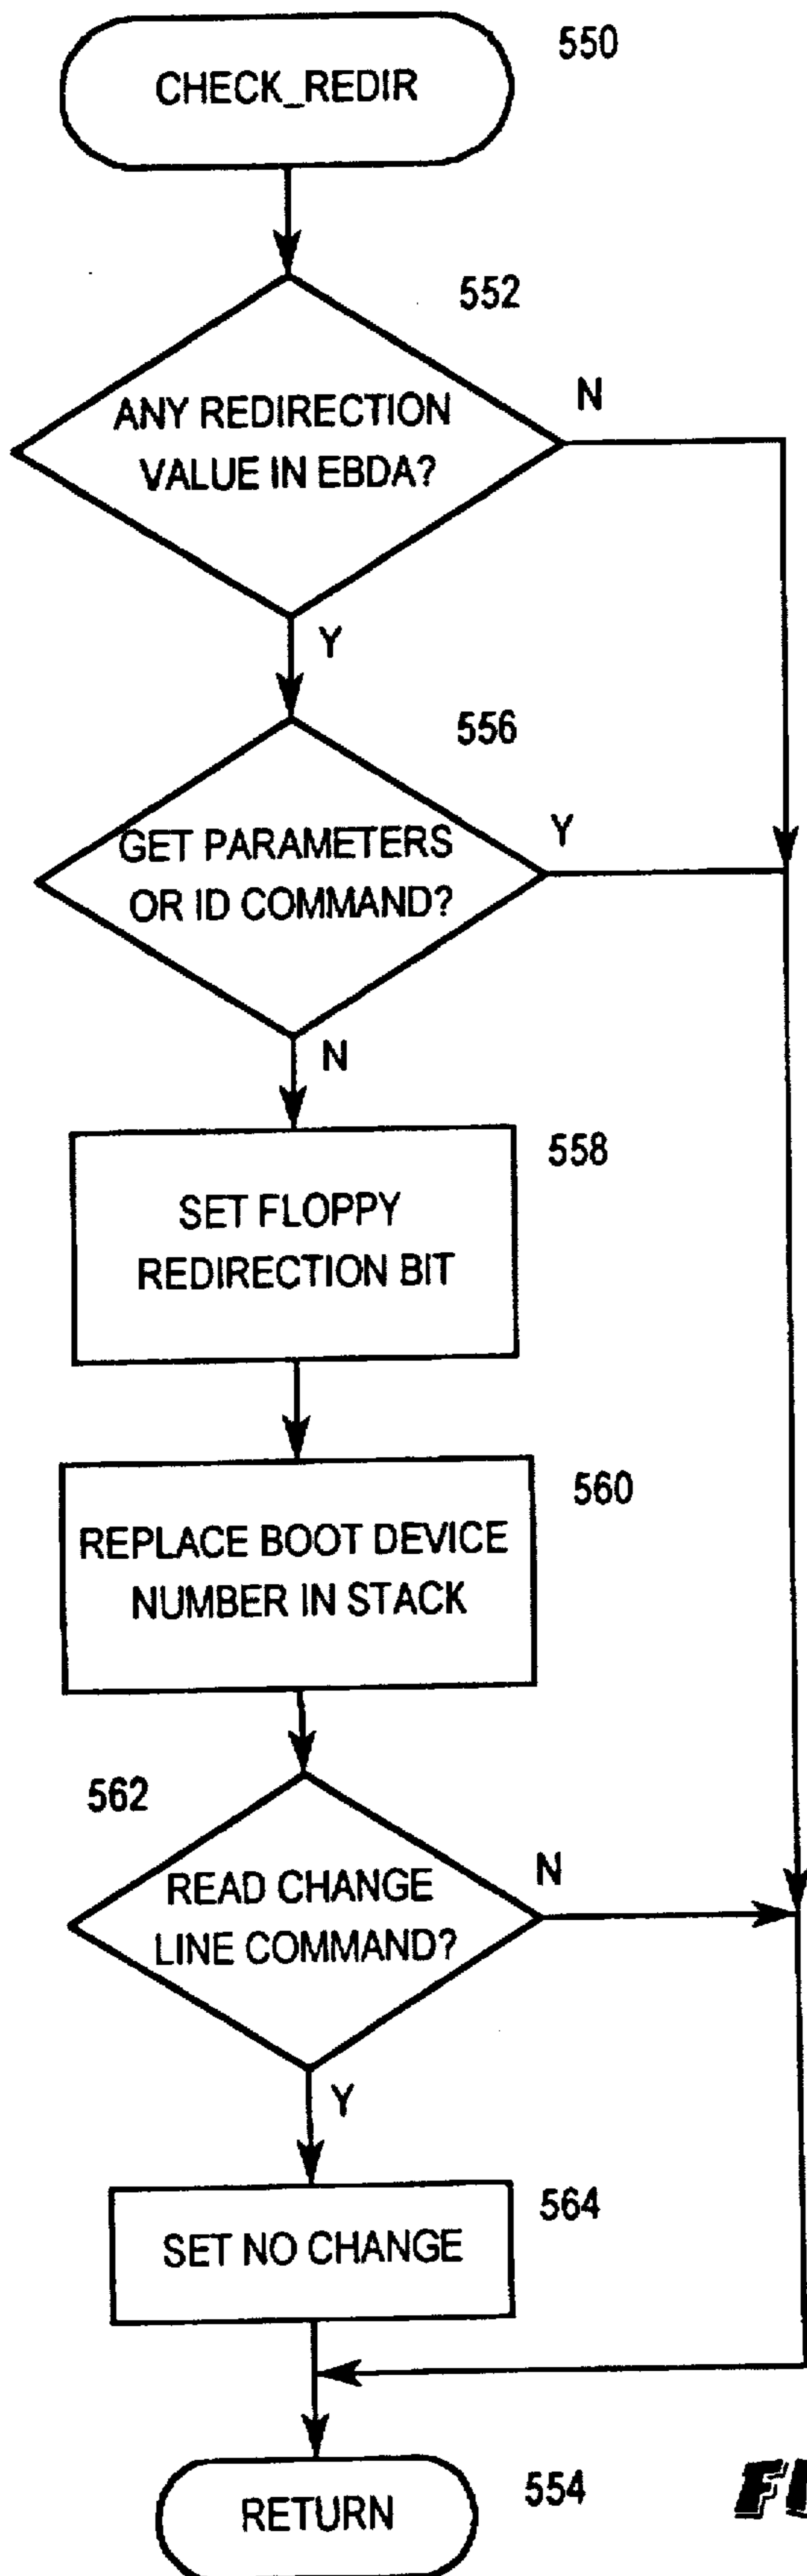 550
CHECK_REDIR
552
ANY REDIRECTION
VALUE IN EBDA?
N
Y
556
GET PARAMETERS
OR ID COMMAND?
Y
N
558
SET FLOPPY
REDIRECTION BIT
560
REPLACE BOOT DEVICE
NUMBER IN STACK
562
READ CHANGE
LINE COMMAND?
N
Y
564
SET NO CHANGE
554
RETURN